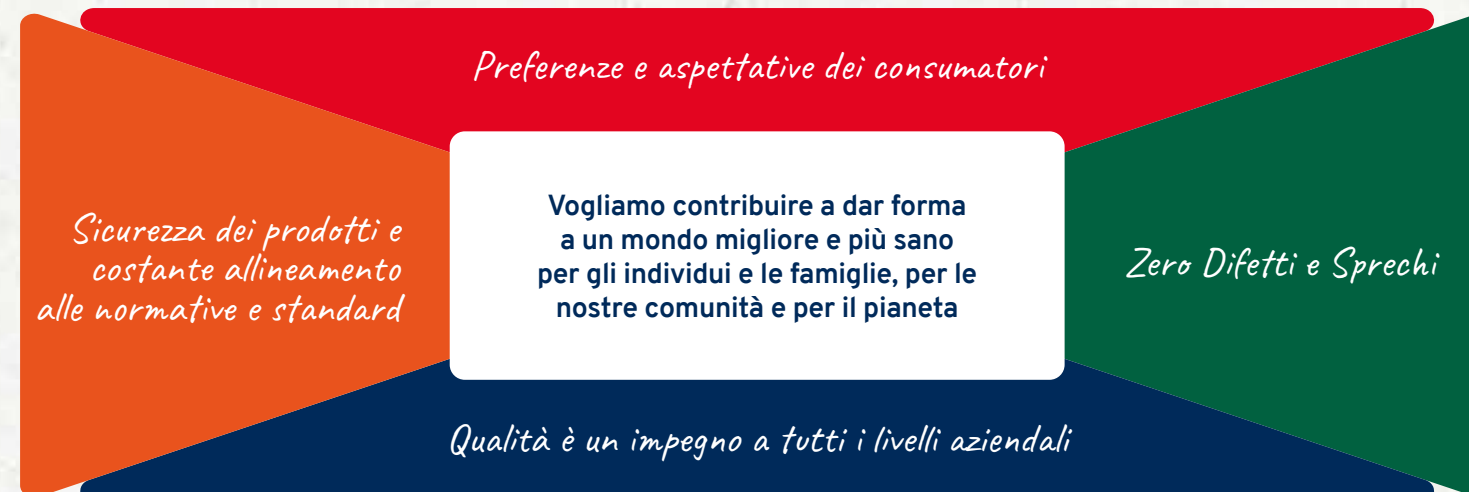 Preferenze e aspettative dei consumatori
Sicurezza dei prodotti e
costante allineamento
alle normative e standard
Vogliamo contribuire a dar forma
a un mondo migliore e più sano
per gli individui e le famiglie, per le
nostre comunità e per il pianeta
Zero Difetti e Sprechi
Qualità è un impegno a tutti i livelli aziendali